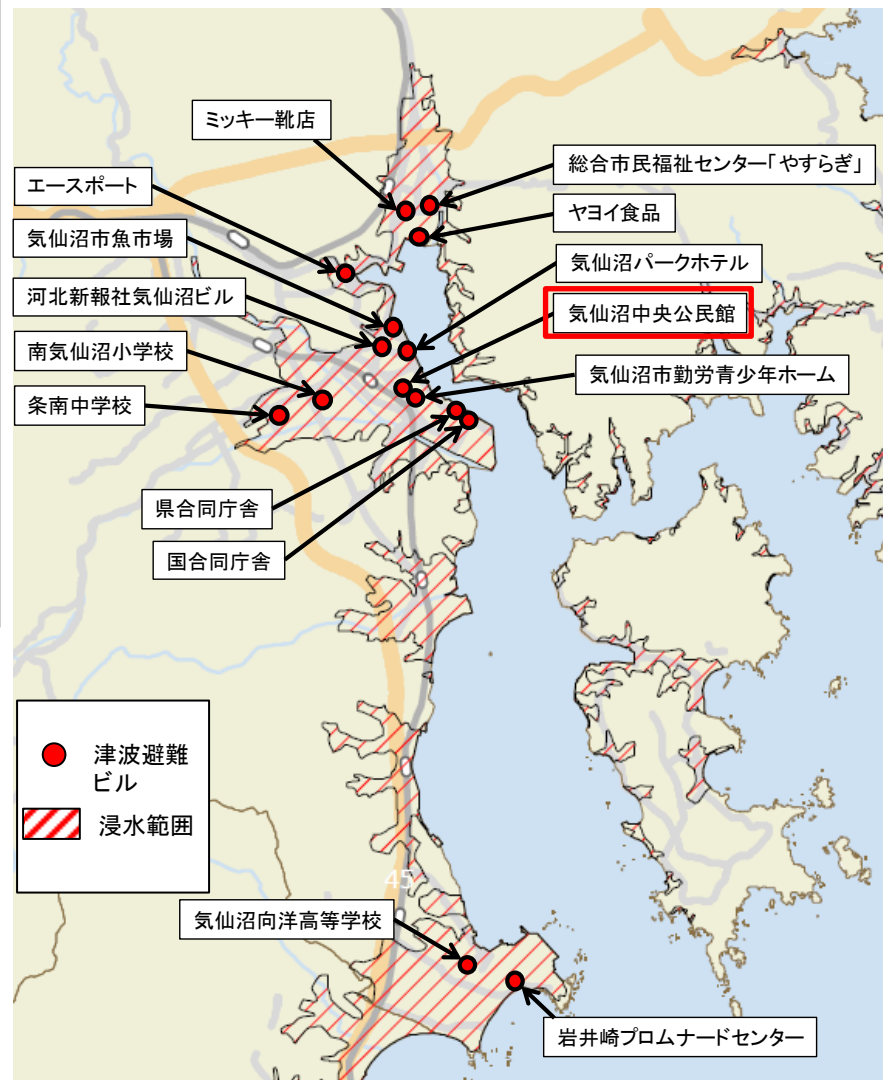 ミッキー靴店
総合市民福祉センター「やすらぎ」
エースポート
ヤヨイ食品
気仙沼市魚市場
気仙沼パークホテル
河北新報社気仙沼ビル
気仙沼中央公民館
南気仙沼小学校
気仙沼市勤労青少年ホーム
条南中学校
県合同庁舎
国合同庁舎
津波避難
ビル
浸水範囲
45
気仙沼向洋高等学校
岩井崎プロムナードセンター